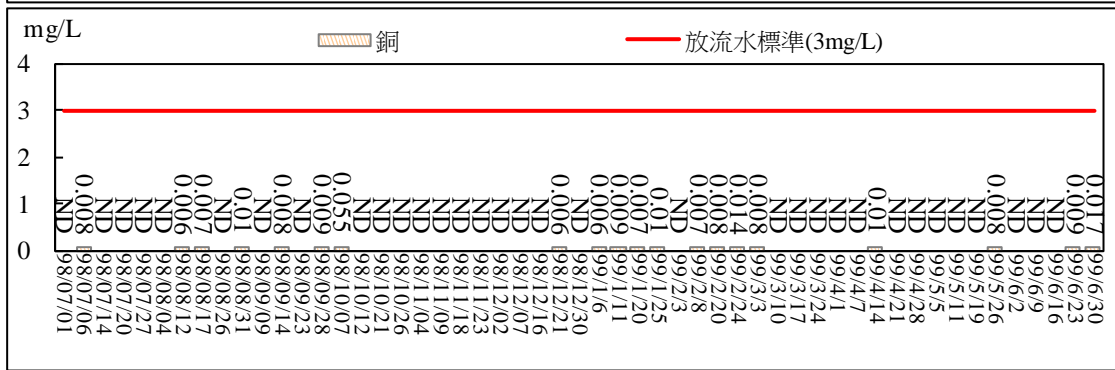 mg/L
銅
放流水標準(3mg/L)
4
3
2
1
0
ND
0.008
ND
ND
ND
ND
0.006
0.007
ND
0.01
ND
0.008
ND
0.009
0.055
ND
ND
ND
ND
ND
ND
ND
ND
ND
ND
0.006
ND
0.006
0.009
0.007
0.01
ND
0.007
0.008
0.014
0.008
ND
ND
ND
ND
ND
0.01
ND
ND
ND
ND
ND
0.008
ND
ND
ND
0.009
0.017
98/07/01
98/07/06
98/07/14
98/07/20
98/07/27
98/08/04
98/08/12
98/08/17
98/08/26
98/08/31
98/09/09
98/09/14
98/09/23
98/09/28
98/10/07
98/10/12
98/10/21
98/10/26
98/11/04
98/11/09
98/11/18
98/11/23
98/12/02
98/12/07
98/12/16
98/12/21
98/12/30
99/1/6
99/1/11
99/1/20
99/1/25
99/2/3
99/2/8
99/2/20
99/2/24
99/3/3
99/3/10
99/3/17
99/3/24
99/4/1
99/4/7
99/4/14
99/4/21
99/4/28
99/5/5
99/5/11
99/5/19
99/5/26
99/6/2
99/6/9
99/6/16
99/6/23
99/6/30